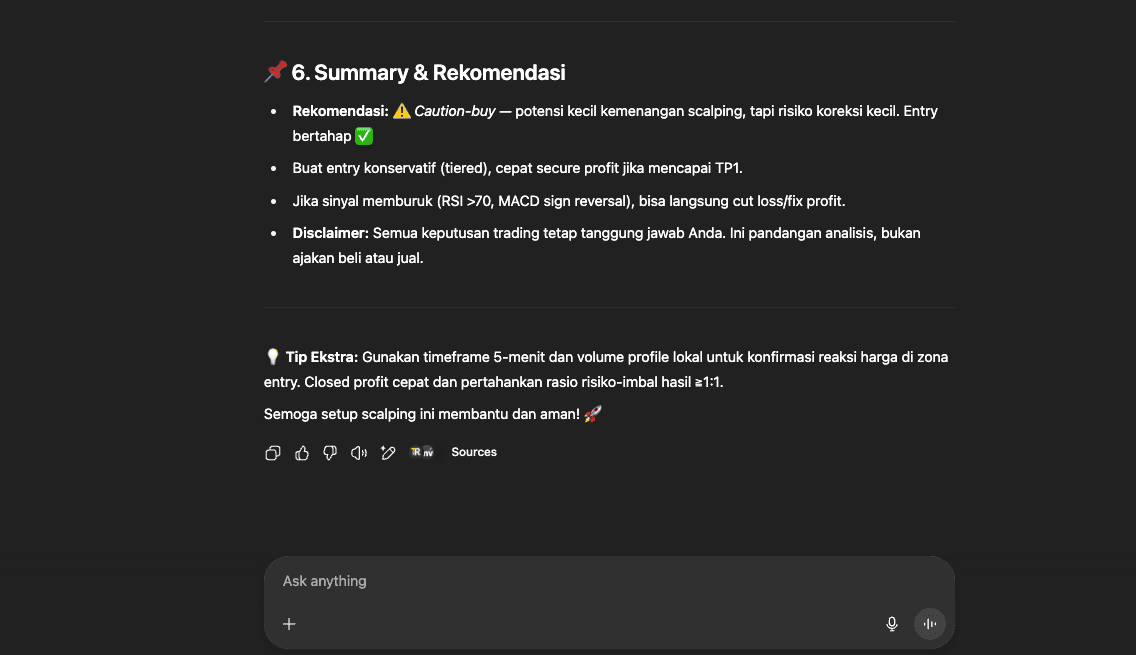 📌 6. Summary & Rekomendasi
• Rekomendasi: ⚠️ Caution-buy — potensi kecil kemenangan scalping, tapi risiko koreksi kecil. Entry
bertahap ✅
• Buat entry konservatif (tiered), cepat secure profit jika mencapai TP1.
• Jika sinyal memburuk (RSI >70, MACD sign reversal), bisa langsung cut loss/fix profit.
• Disclaimer: Semua keputusan trading tetap tanggung jawab Anda. Ini pandangan analisis, bukan
ajakan beli atau jual.
💡 Tip Ekstra: Gunakan timeframe 5-menit dan volume profile lokal untuk konfirmasi reaksi harga di zona
entry. Closed profit cepat dan pertahankan rasio risiko-imbal hasil ≥1:1.
Semoga setup scalping ini membantu dan aman! 🚀
Sources
Ask anything